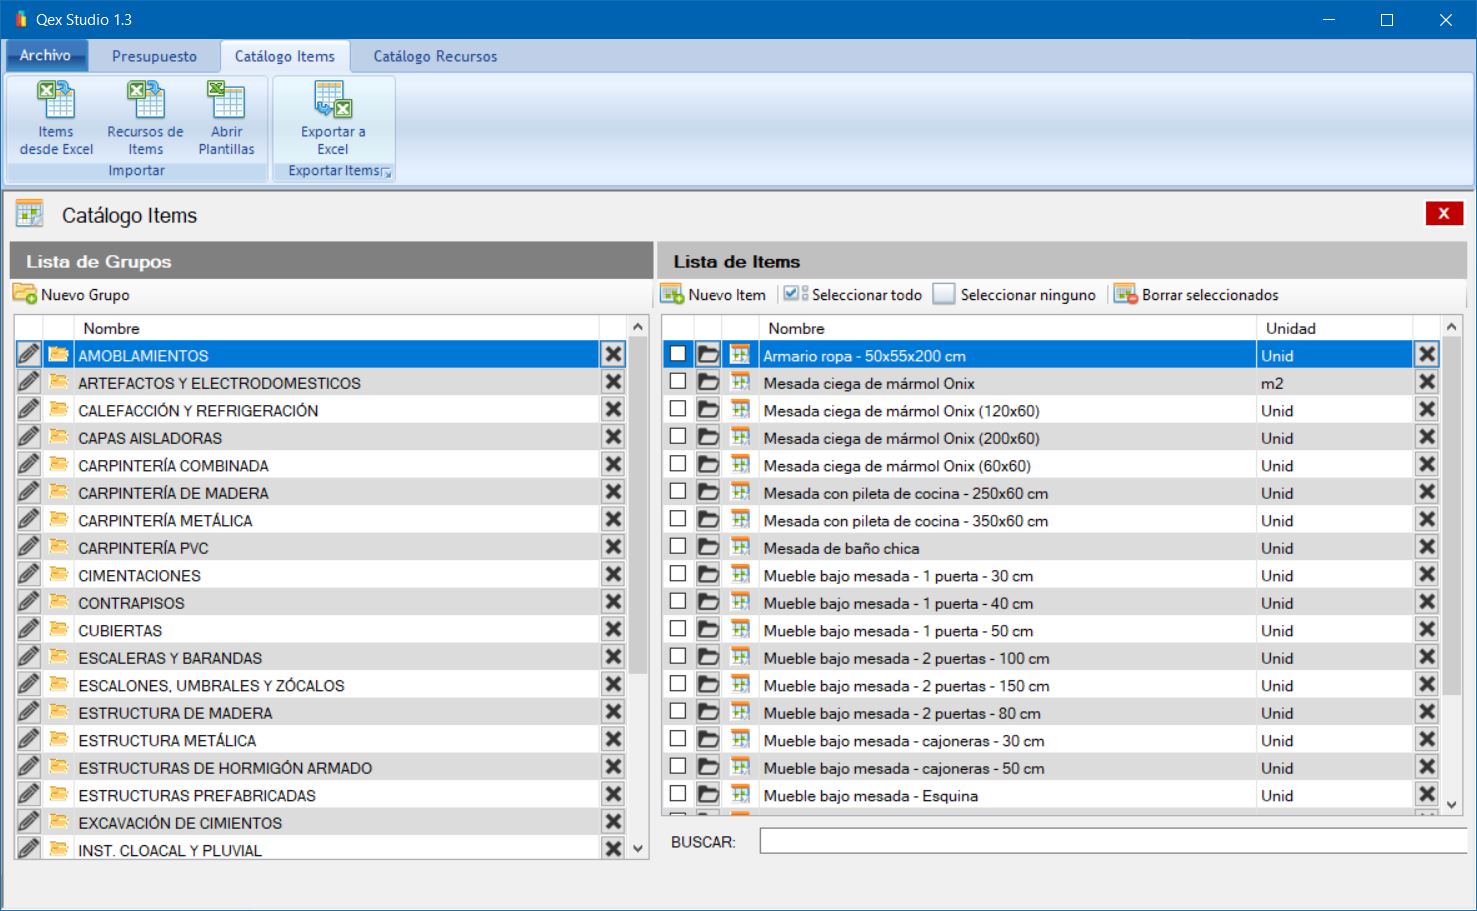 Qex Studio 1.3
Archivo
Presupuesto
Catálogo Items
Catálogo Recursos
Items desde Excel
Recursos de Items
Abrir Plantillas
Importar
Exportar a Excel
Exportar Items
Catálogo Items
X
Lista de Grupos
Nuevo Grupo
Nombre
AMOBLAMIENTOS
ARTEFACTOS Y ELECTRODOMESTICOS
CALEFACCIÓN Y REFRIGERACIÓN
CAPAS AISLADORAS
CARPINTERÍA COMBINADA
CARPINTERÍA DE MADERA
CARPINTERÍA METÁLICA
CARPINTERÍA PVC
CIMENTACIONES
CONTRAPISOS
CUBIERTAS
ESCALERAS Y BARANDAS
ESCALONES, UMBRALES Y ZÓCALOS
ESTRUCTURA DE MADERA
ESTRUCTURA METÁLICA
ESTRUCTURAS DE HORMIGÓN ARMADO
ESTRUCTURAS PREFABRICADAS
EXCAVACIÓN DE CIMIENTOS
INST. CLOACAL Y PLUVIAL
Lista de Items
Nuevo Item
Seleccionar todo
Seleccionar ninguno
Borrar seleccionados
Nombre Unidad
Armario ropa - 50x55x200 cm Unid
Mesada ciega de mármol Onix m2
Mesada ciega de mármol Onix (120x60) Unid
Mesada ciega de mármol Onix (200x60) Unid
Mesada ciega de mármol Onix (60x60) Unid
Mesada con pileta de cocina - 250x60 cm Unid
Mesada con pileta de cocina - 350x60 cm Unid
Mesada de baño chica Unid
Mueble bajo mesada - 1 puerta - 30 cm Unid
Mueble bajo mesada - 1 puerta - 40 cm Unid
Mueble bajo mesada - 1 puerta - 50 cm Unid
Mueble bajo mesada - 2 puertas - 100 cm Unid
Mueble bajo mesada - 2 puertas - 150 cm Unid
Mueble bajo mesada - 2 puertas - 80 cm Unid
Mueble bajo mesada - cajoneras - 30 cm Unid
Mueble bajo mesada - cajoneras - 50 cm Unid
Mueble bajo mesada - Esquina Unid
BUSCAR: